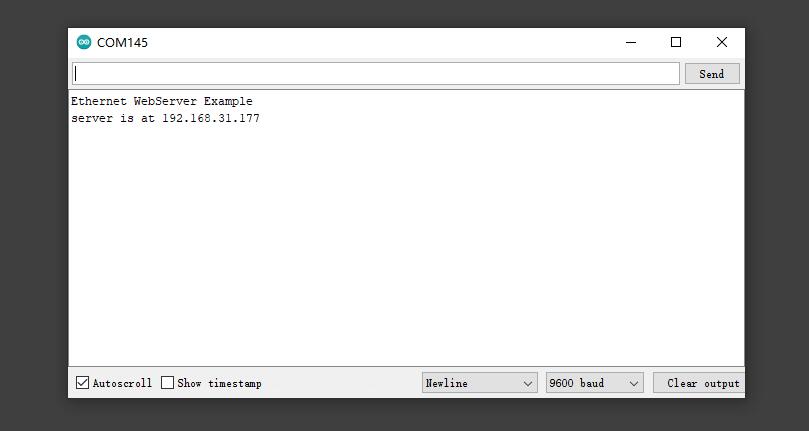 COM145
Send
Ethernet WebServer Example
server is at 192.168.31.177
Autoscroll Show timestamp Newline 9600 baud Clear output